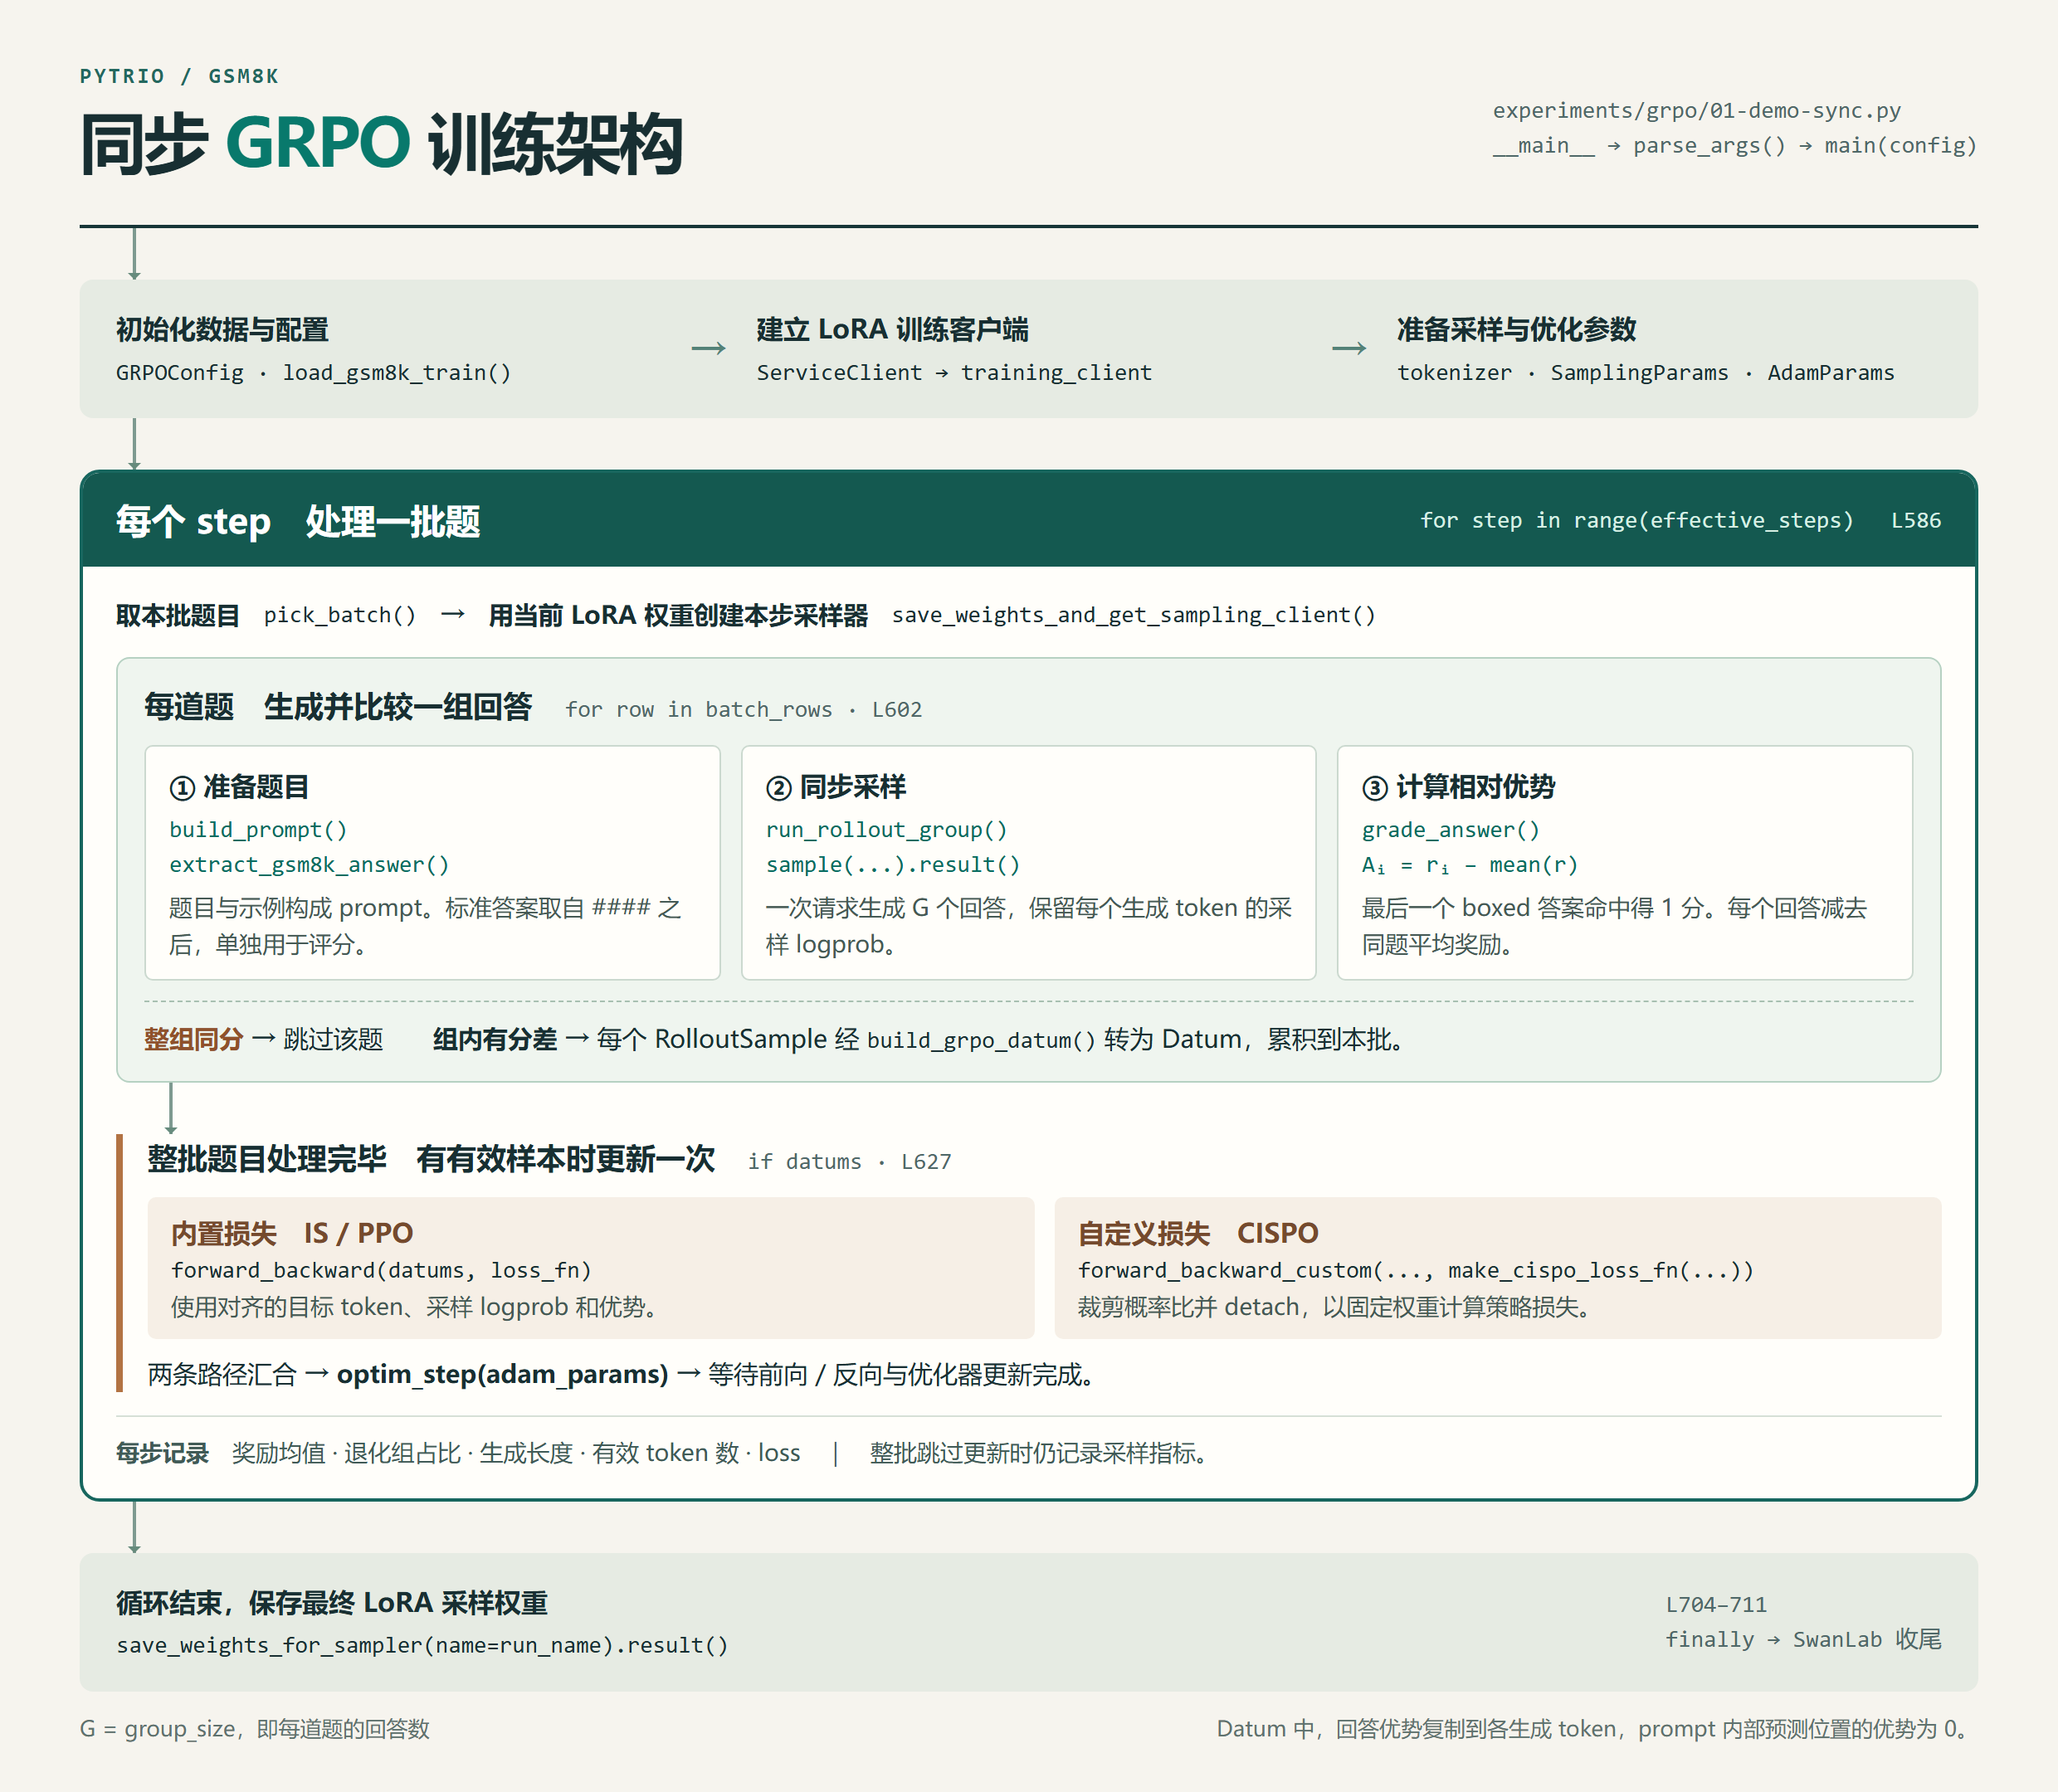 PYTRIO / GSM8K
同步 GRPO 训练架构
experiments/grpo/01-demo-sync.py
__main__ → parse_args() → main(config)
初始化数据与配置
GRPOConfig · load_gsm8k_train()
→
建立 LoRA 训练客户端
ServiceClient → training_client
→
准备采样与优化参数
tokenizer · SamplingParams · AdamParams
每个 step 处理一批题
for step in range(effective_steps) L586
取本批题目 pick_batch() → 用当前 LoRA 权重创建本步采样器 save_weights_and_get_sampling_client()
每道题 生成并比较一组回答 for row in batch_rows · L602
① 准备题目
build_prompt()
extract_gsm8k_answer()
题目与示例构成 prompt。标准答案取自 #### 之
后，单独用于评分。
② 同步采样
run_rollout_group()
sample(...).result()
一次请求生成 G 个回答，保留每个生成 token 的采
样 logprob。
③ 计算相对优势
grade_answer()
Aᵢ = rᵢ − mean(r)
最后一个 boxed 答案命中得 1 分。每个回答减去
同题平均奖励。
整组同分 → 跳过该题 组内有分差 → 每个 RolloutSample 经 build_grpo_datum() 转为 Datum，累积到本批。
整批题目处理完毕 有有效样本时更新一次 if datums · L627
内置损失 IS / PPO
forward_backward(datums, loss_fn)
使用对齐的目标 token、采样 logprob 和优势。
自定义损失 CISPO
forward_backward_custom(..., make_cispo_loss_fn(...))
裁剪概率比并 detach，以固定权重计算策略损失。
两条路径汇合 → optim_step(adam_params) → 等待前向 / 反向与优化器更新完成。
每步记录 奖励均值 · 退化组占比 · 生成长度 · 有效 token 数 · loss | 整批跳过更新时仍记录采样指标。
循环结束，保存最终 LoRA 采样权重
save_weights_for_sampler(name=run_name).result()
L704–711
finally → SwanLab 收尾
G = group_size，即每道题的回答数
Datum 中，回答优势复制到各生成 token，prompt 内部预测位置的优势为 0。